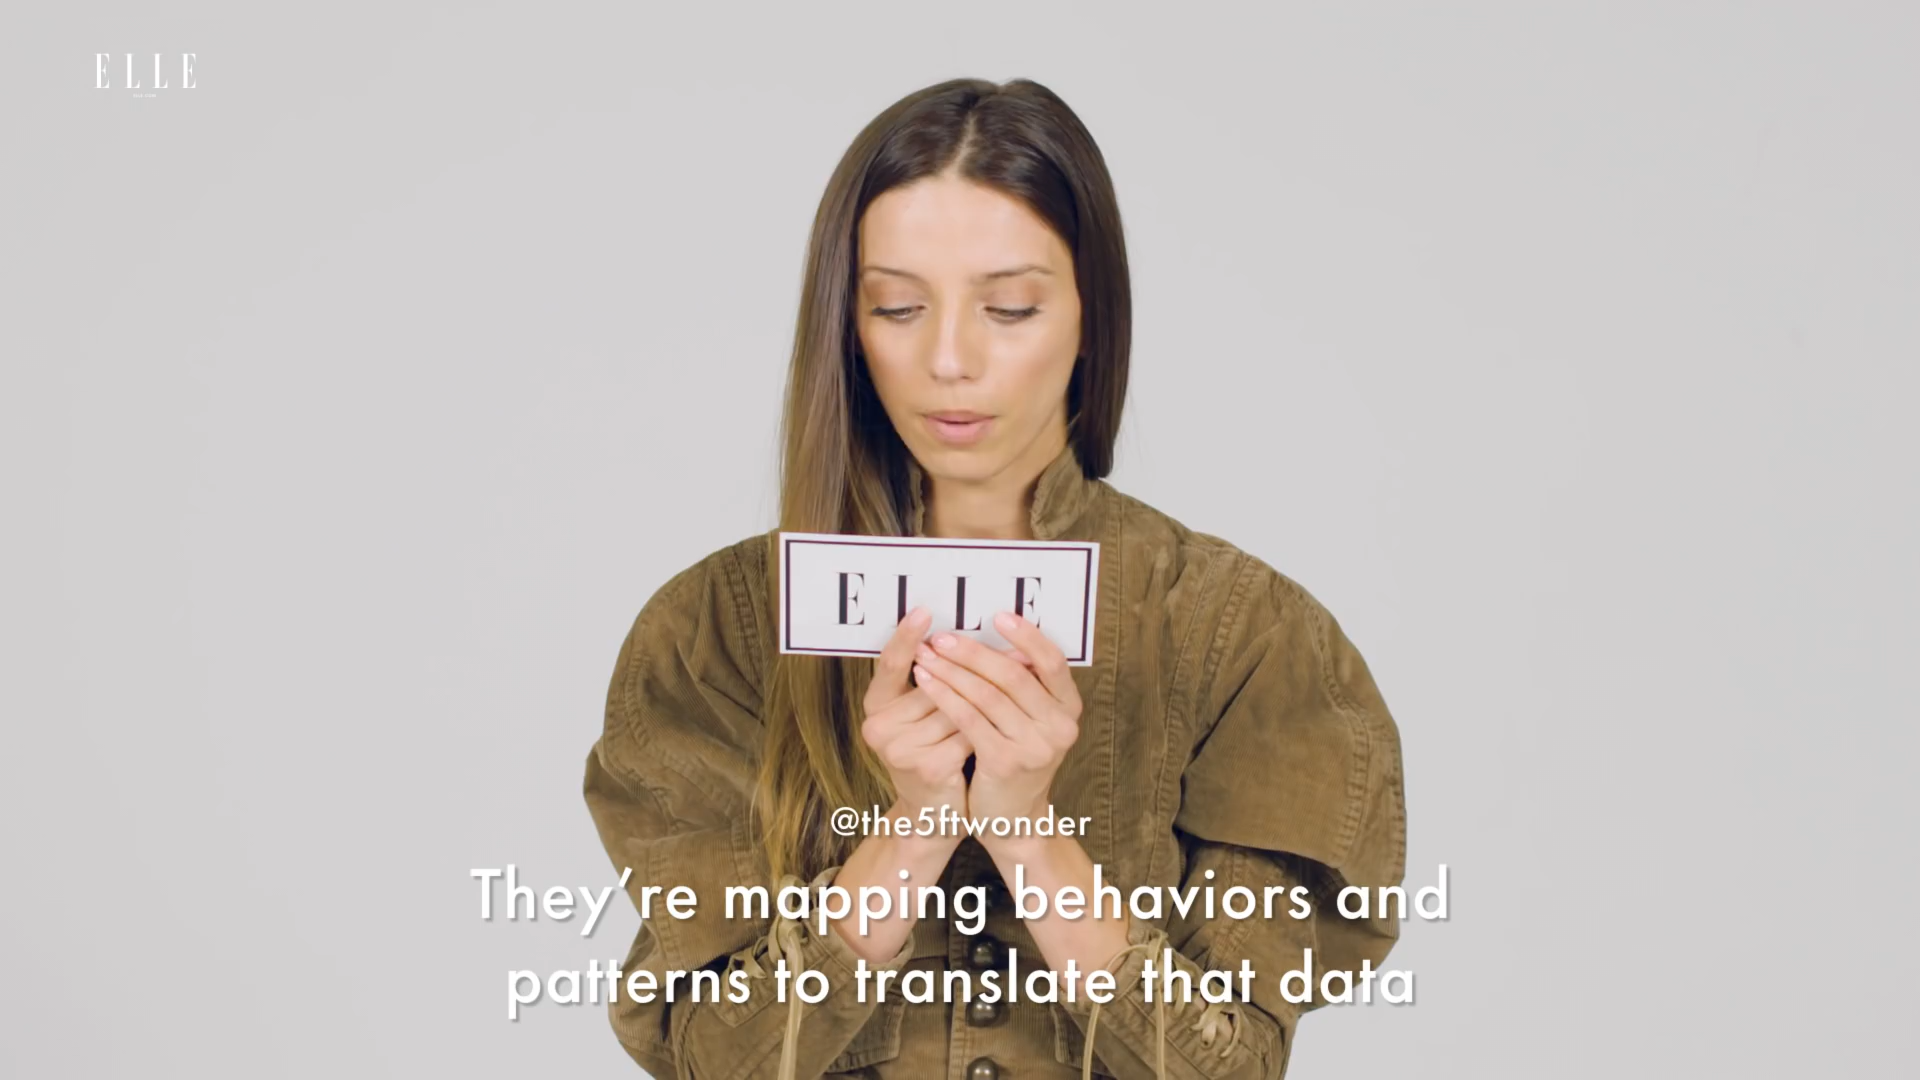 ELLE
ELLE
@the5ftwonder
They're mapping behaviors and
patterns to translate that data